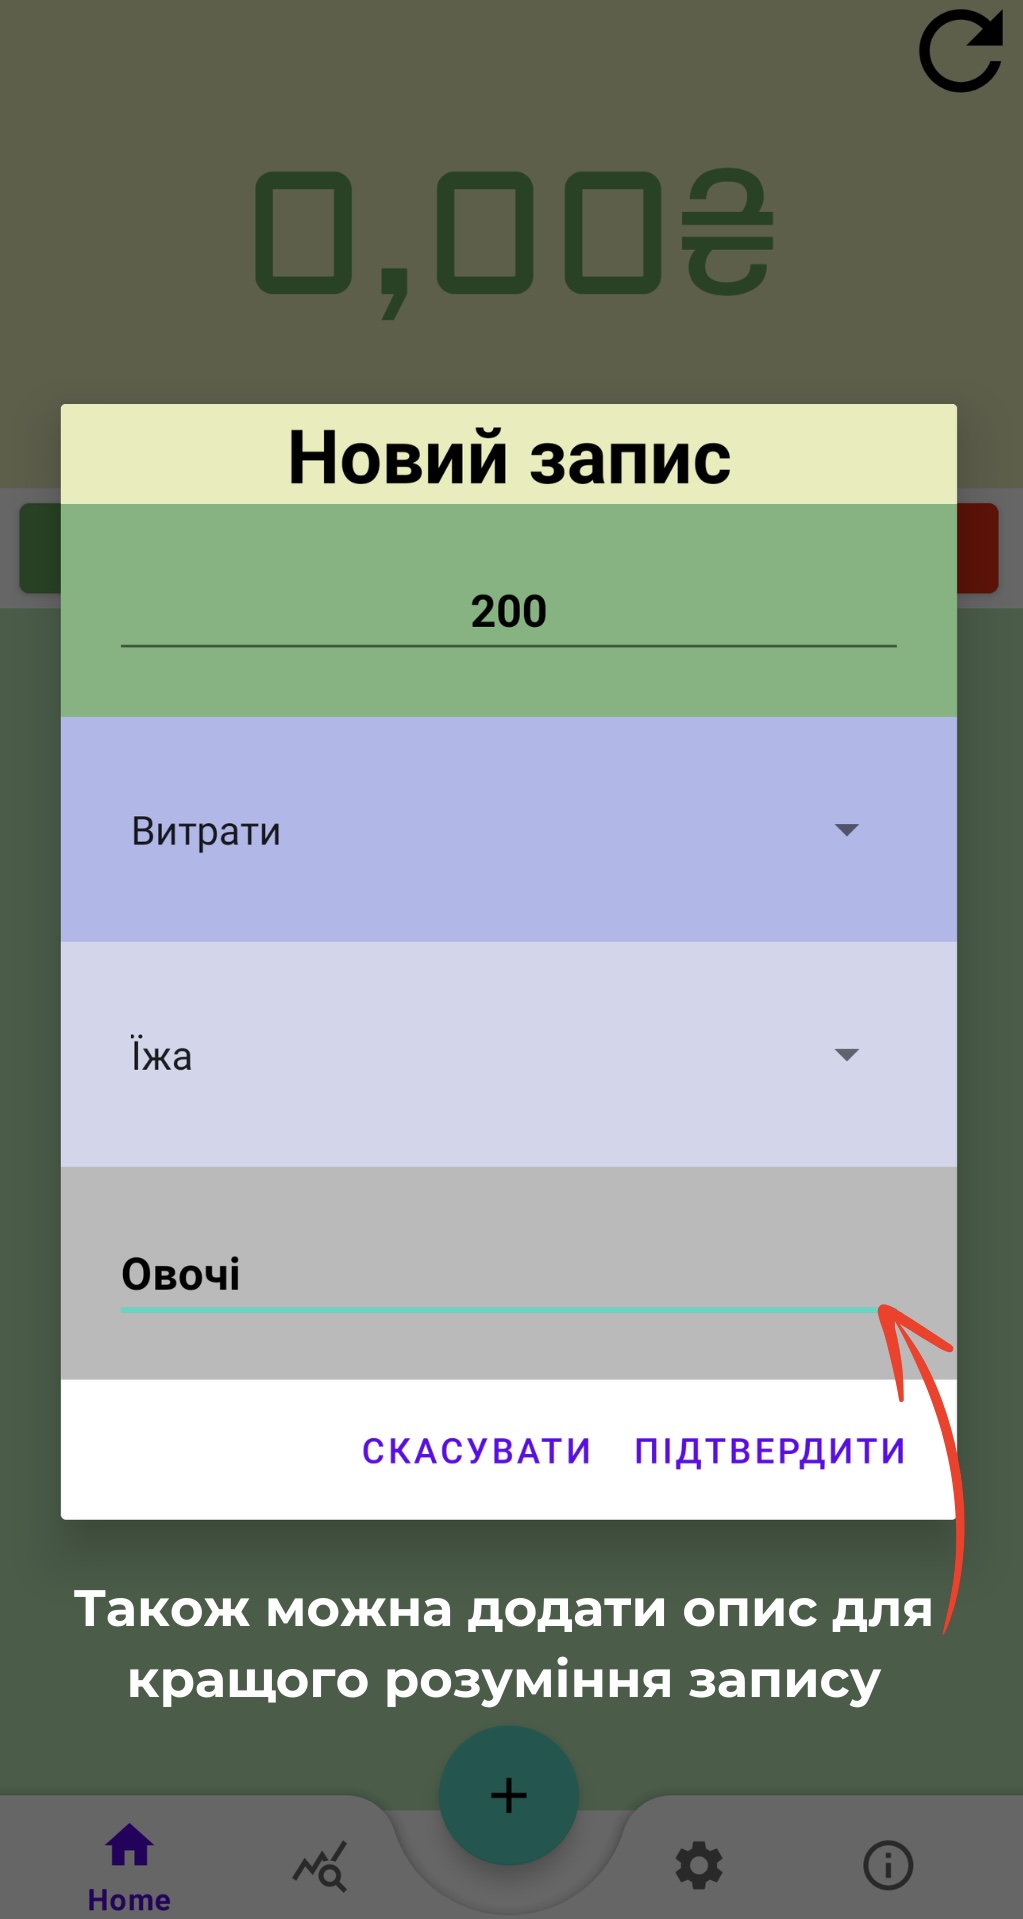 0,00₴
Новий запис
200
Витрати
Їжа
Овочі
СКАСУВАТИ ПІДТВЕРДИТИ
Також можна додати опис для
кращого розуміння запису
Home